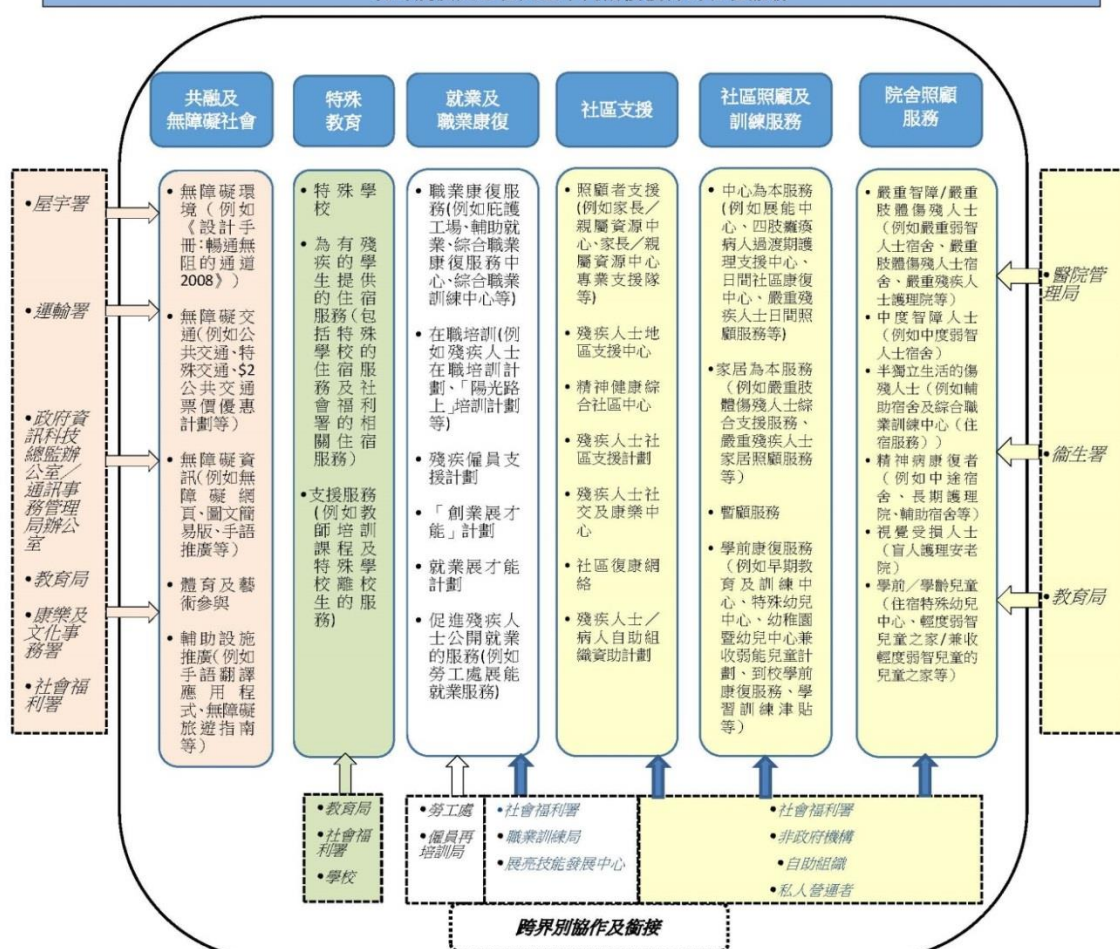 共融及
無障礙社會
特殊
教育
就業及
職業康復
社區支援
社區照顧及
訓練服務
院舍照顧
服務
•屋宇署
•運輸署
•政府資
訊科技
總監辦
公室／
通訊事
務管理
局辦公
室
•教育局
•康樂及
文化事
務署
•社會福
利署
• 無障礙環
境（例如
《設計手
冊：暢通無
阻的通道
2008》）
• 無障礙交
通(例如公
共交通、特
殊交通、$2
公共交通
票價優惠
計劃等)
• 無障礙資
訊(例如無
障礙網
頁、圖文簡
易版、手語
推廣等)
• 體育及藝
術參與
• 輔助設施
推廣(例如
手語翻譯
應用程
式、無障礙
旅遊指南
等)
• 特殊學
校
• 為有殘
疾的學
生提供
的住宿
服務(包
括特殊
學校的
住宿服
務及社
會福利
署的相
關住宿
服務)
•支援服務
(例如教
師培訓
課程及
特殊學
校離校
生的服
務)
• 職業康復服
務(例如庇護
工場、輔助就
業、綜合職業
康復服務中
心、綜合職業
訓練中心等)
• 在職培訓(例
如殘疾人士
在職培訓計
劃、「陽光路
上」培訓計劃
等)
• 殘疾僱員支
援計劃
• 「創業展才
能」計劃
• 就業展才能
計劃
• 促進殘疾人
士公開就業
的服務(例如
勞工處展能
就業服務)
• 照顧者支援
(例如家長／
親屬資源中
心、家長／親
屬資源中心
專業支援隊
等)
• 殘疾人士地
區支援中心
• 精神健康綜
合社區中心
• 殘疾人士社
區支援計劃
• 殘疾人士社
交及康樂中
心
• 社區復康網
絡
• 殘疾人士／
病人自助組
織資助計劃
• 中心為本服務
(例如展能中
心、四肢癱瘓
病人過渡期護
理支援中心、
日間社區康復
中心、嚴重殘
疾人士日間照
顧服務等)
•家居為本服務
(例如嚴重肢
體傷殘人士綜
合支援服務、
嚴重殘疾人士
家居照顧服務
等)
• 暫顧服務
• 學前康復服務
(例如早期教
育及訓練中
心、特殊幼兒
中心、幼稚園
暨幼兒中心兼
收弱能兒童計
劃、到校學前
康復服務、學
習訓練津貼
等)
• 嚴重智障/嚴重
肢體傷殘人士
(例如嚴重弱智
人士宿舍、嚴重
肢體傷殘人士宿
舍、嚴重殘疾人
士護理院等)
• 中度智障人士
(例如中度弱智
人士宿舍)
• 半獨立生活的傷
殘人士（例如輔
助宿舍及綜合職
業訓練中心（住
宿服務））
• 精神病康復者
（例如中途宿
舍、長期護理
院、輔助宿舍等）
• 視覺受損人士
（盲人護理安老
院）
• 學前／學齡兒童
（住宿特殊幼兒
中心、輕度弱智
兒童之家/兼收
輕度弱智兒童的
兒童之家等）
•醫院管
理局
•衞生署
•教育局
•教育局
•社會福
利署
•學校
•勞工處
•僱員再
培訓局
•社會福利署
•職業訓練局
•展亮技能發展中心
•社會福利署
•非政府機構
•自助組織
•私人營運者
跨界別協作及銜接